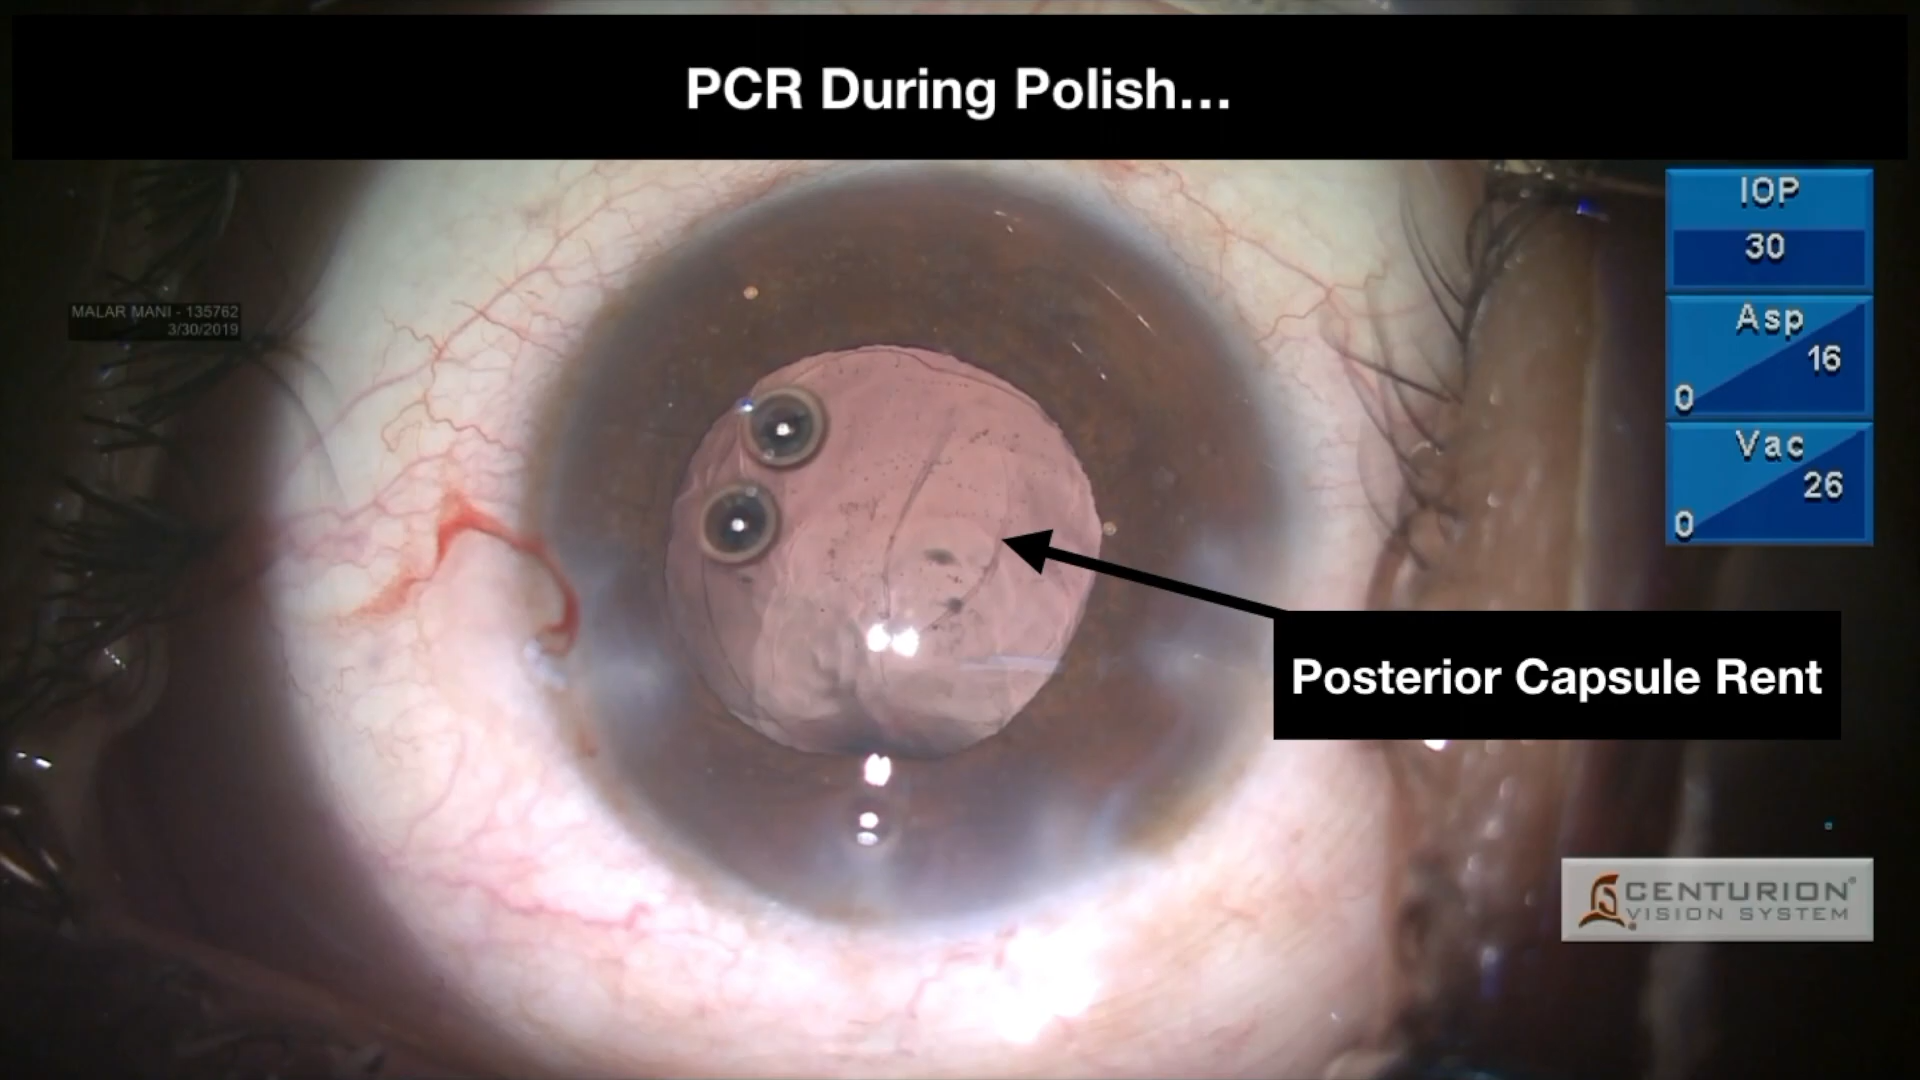 PCR During Polish...
IOP
30
MALAR MANI - 135762
3/30/2019
Asp
16
0
Vac
26
0
Posterior Capsule Rent
CENTURION®
VISION SYSTEM